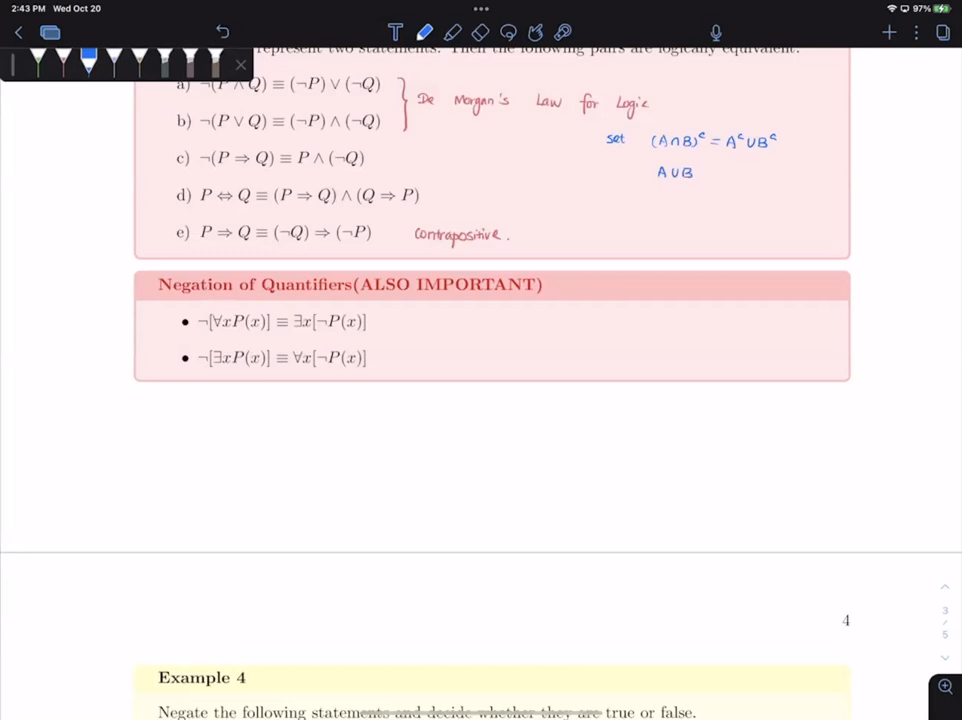 2:43 PM Wed Oct 20
97%
represent two statements. Then the following pairs are logically equivalent.
a) ¬(P ∧ Q) ≡ (¬P) ∨ (¬Q)
De Morgan's Law for Logic
b) ¬(P ∨ Q) ≡ (¬P) ∧ (¬Q)
set (A∩B)ᶜ = Aᶜ∪Bᶜ
c) ¬(P ⇒ Q) ≡ P ∧ (¬Q)
A∪B
d) P ⇔ Q ≡ (P ⇒ Q) ∧ (Q ⇒ P)
e) P ⇒ Q ≡ (¬Q) ⇒ (¬P) contrapositive.
Negation of Quantifiers(ALSO IMPORTANT)
• ¬[∀xP(x)] ≡ ∃x[¬P(x)]
• ¬[∃xP(x)] ≡ ∀x[¬P(x)]
3
/
5
4
Example 4
Negate the following statements and decide whether they are true or false.